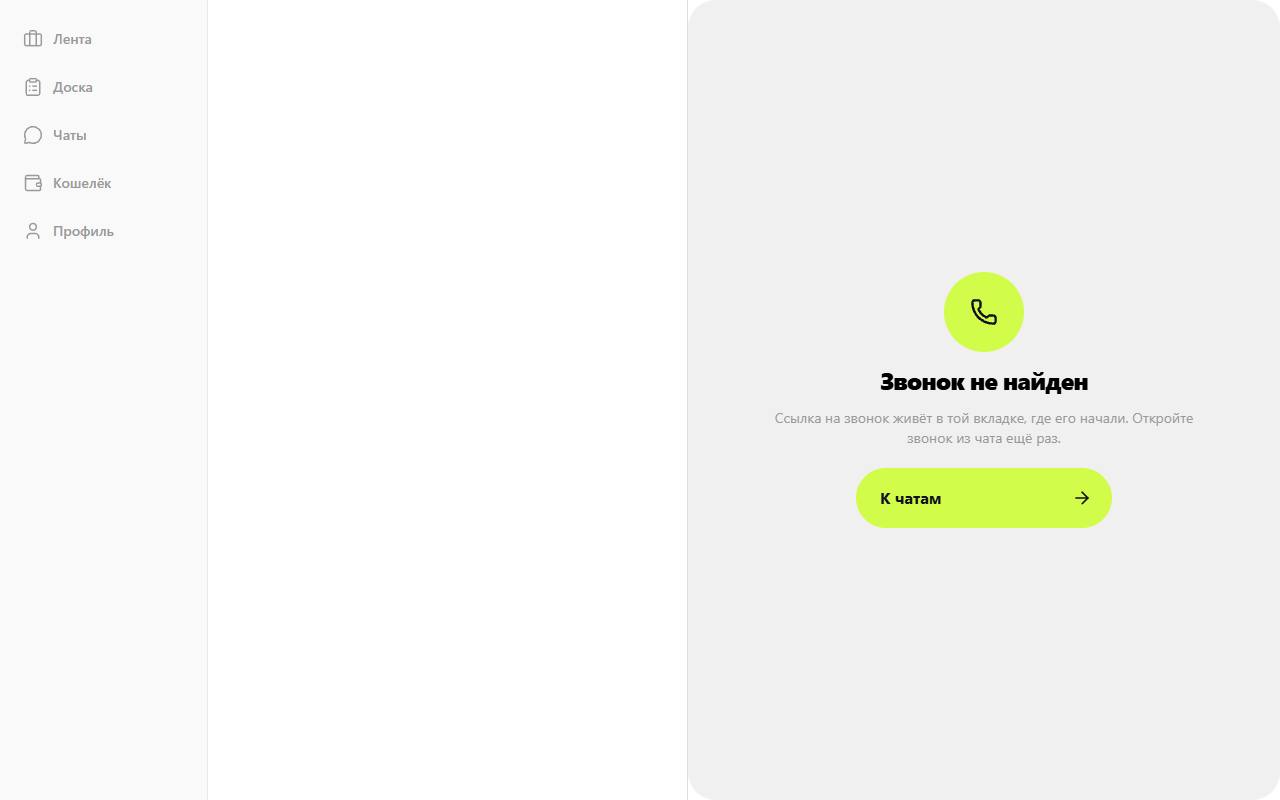 Лента
Доска
Чаты
Кошелёк
Профиль
Звонок не найден
Ссылка на звонок живёт в той вкладке, где его начали. Откройте
звонок из чата ещё раз.
К чатам